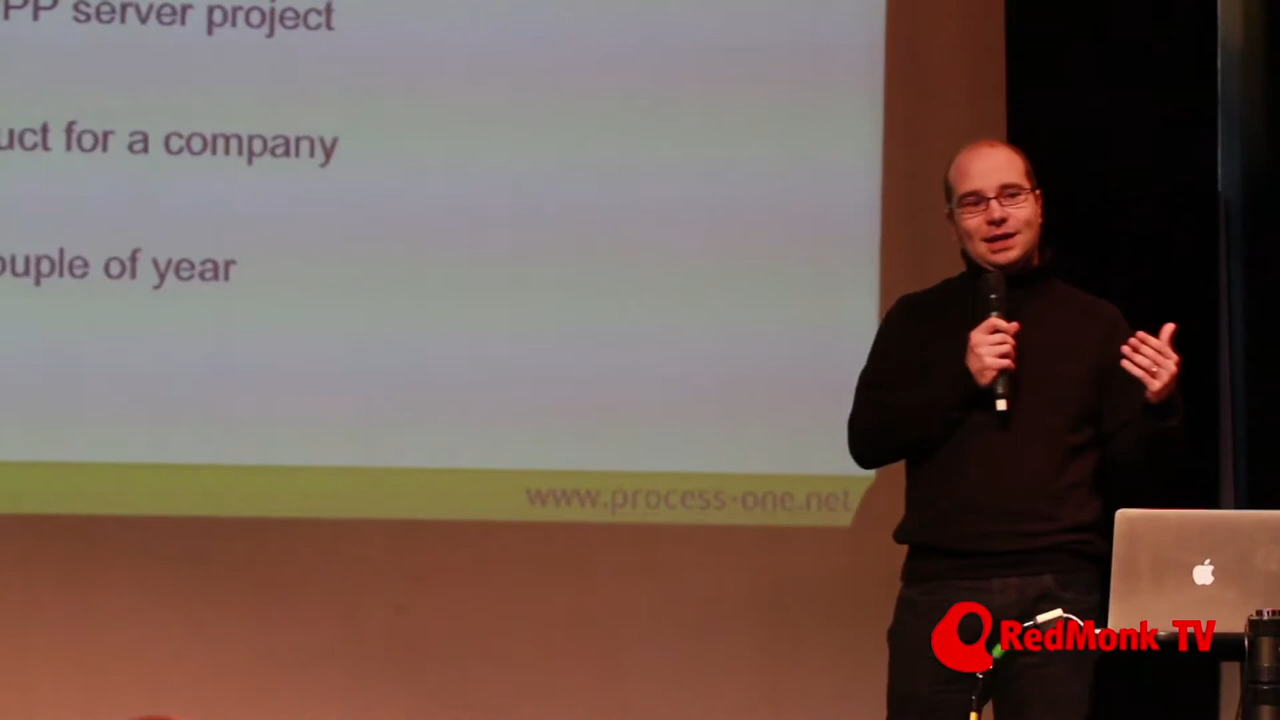 PP server project
uct for a company
ouple of year
www.process-one.net
RedMonk TV